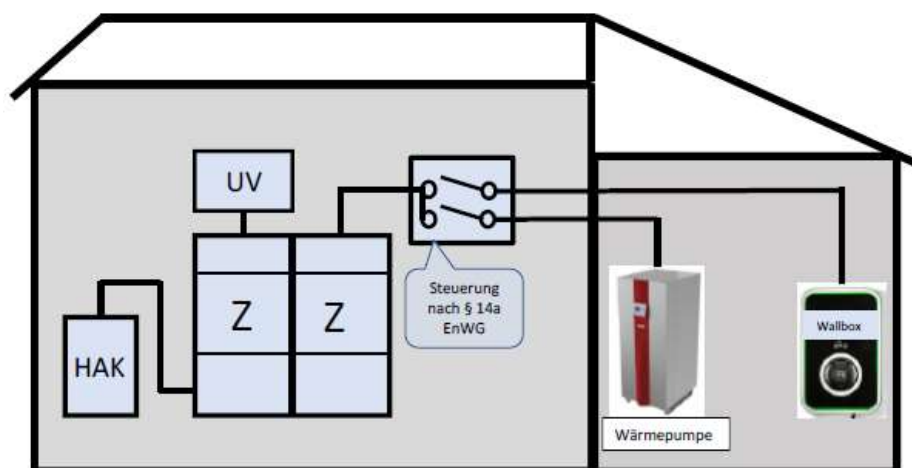 UV
Z
Z
HAK
Steuerung
nach § 14a
EnWG
Wallbox
Wärmepumpe